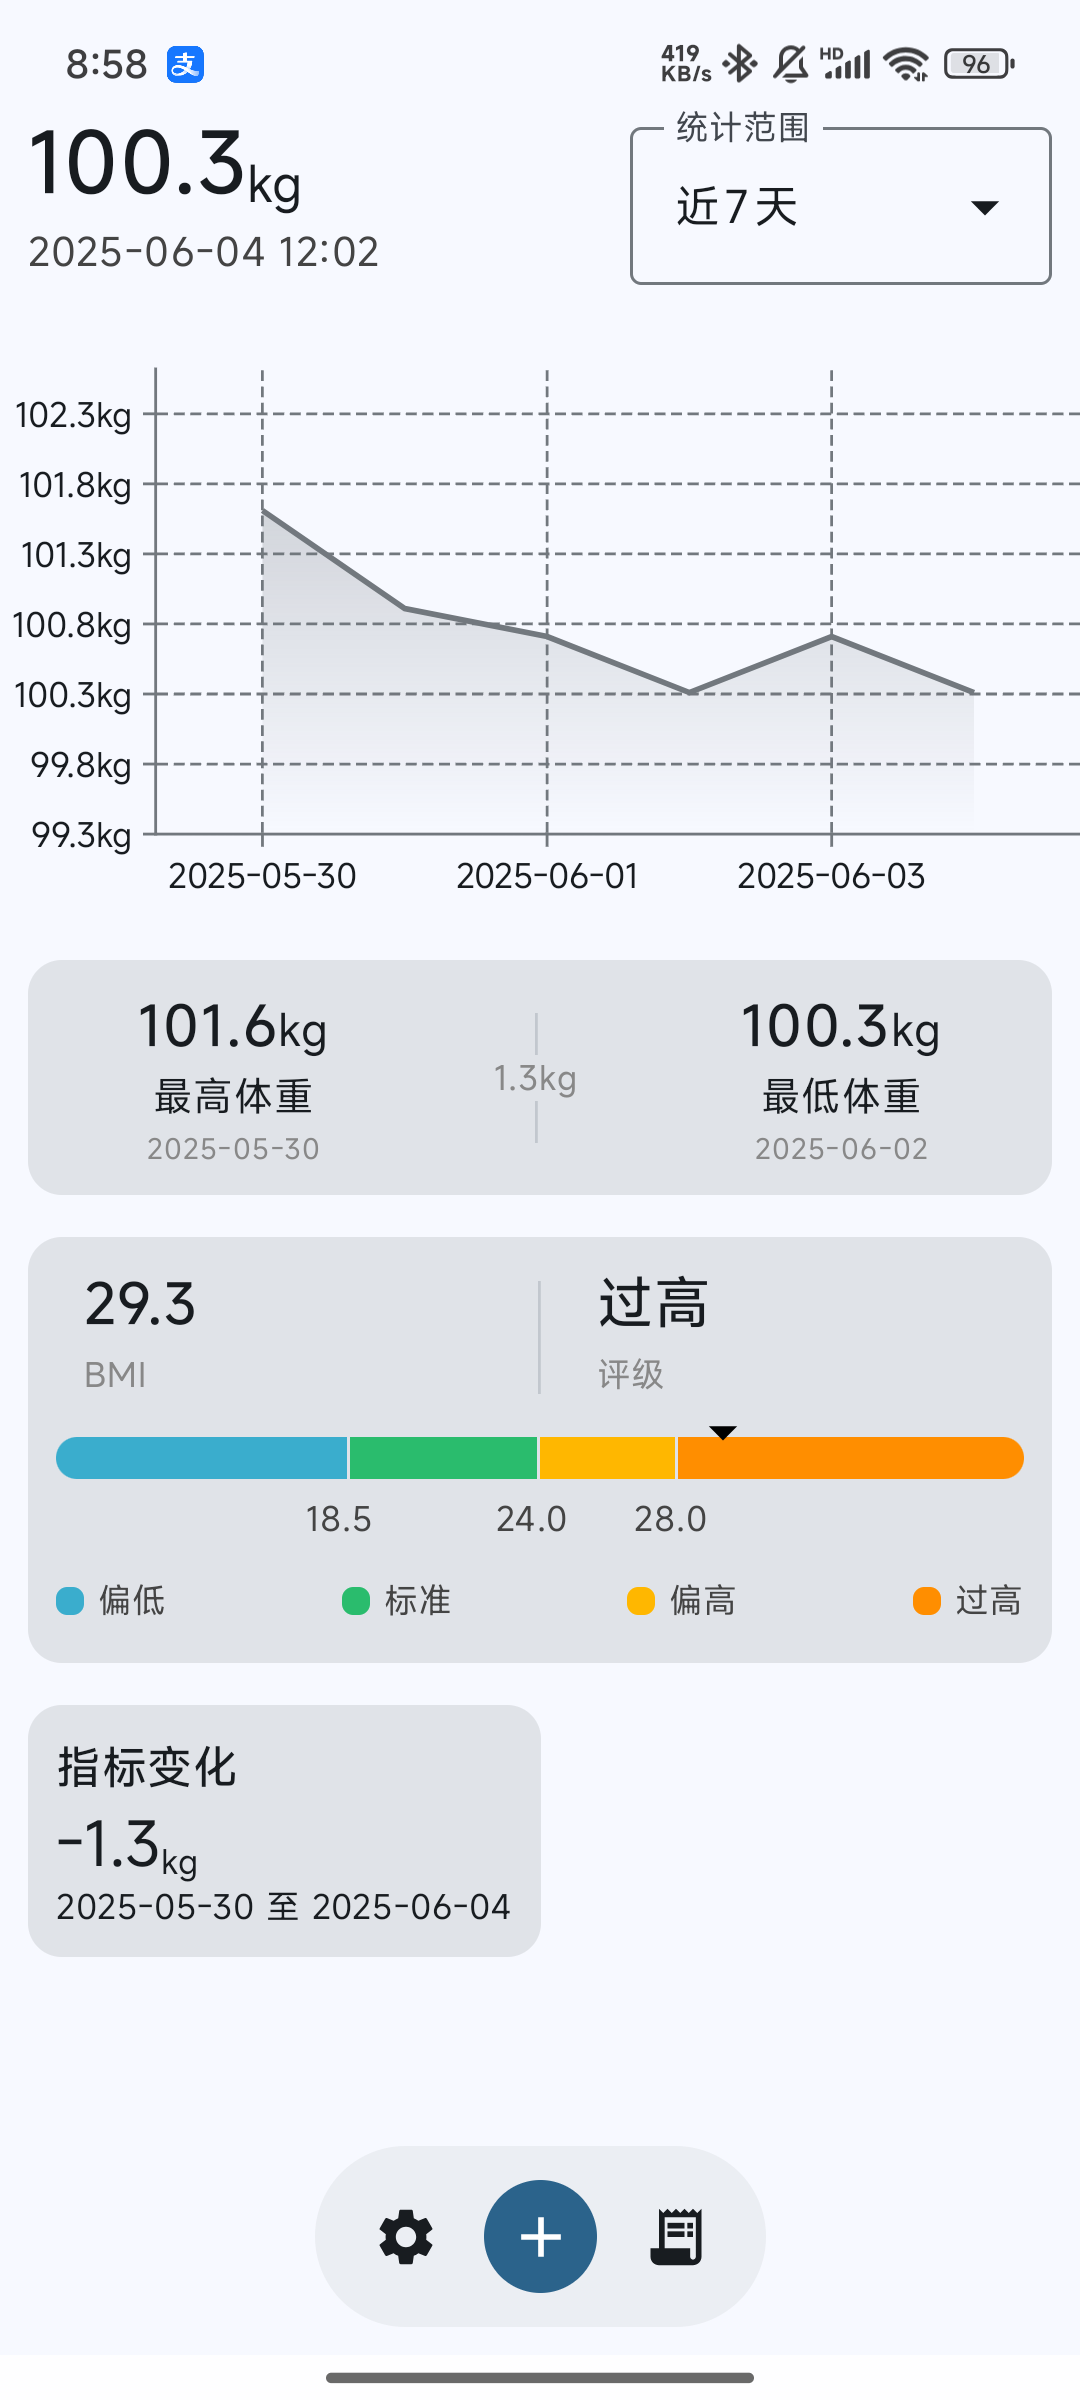 8:58 支 419 KB/s HD 96
100.3kg
2025-06-04 12:02
统计范围
近7天
102.3kg
101.8kg
101.3kg
100.8kg
100.3kg
99.8kg
99.3kg
2025-05-30 2025-06-01 2025-06-03
101.6kg
最高体重
2025-05-30
1.3kg
100.3kg
最低体重
2025-06-02
29.3
BMI
过高
评级
18.5 24.0 28.0
偏低 标准 偏高 过高
指标变化
-1.3kg
2025-05-30 至 2025-06-04